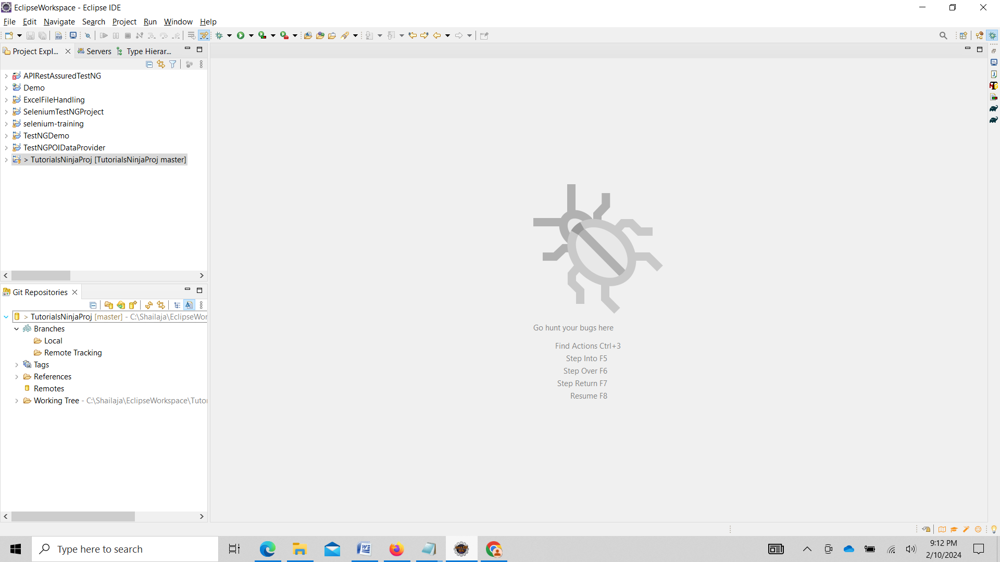 EclipseWorkspace - Eclipse IDE
File Edit Navigate Search Project Run Window Help
Project Expl... Servers Type Hierar...
APIRestAssuredTestNG
Demo
ExcelFileHandling
SeleniumTestNGProject
selenium-training
TestNGDemo
TestNGPOIDataProvider
> TutorialsNinjaProj [TutorialsNinjaProj master]
Git Repositories
> TutorialsNinjaProj [master] - C:\Shailaja\EclipseWor
Branches
Local
Remote Tracking
Tags
References
Remotes
Working Tree - C:\Shailaja\EclipseWorkspace\Tutor
Go hunt your bugs here
Find Actions Ctrl+3
Step Into F5
Step Over F6
Step Return F7
Resume F8
Type here to search
9:12 PM
2/10/2024